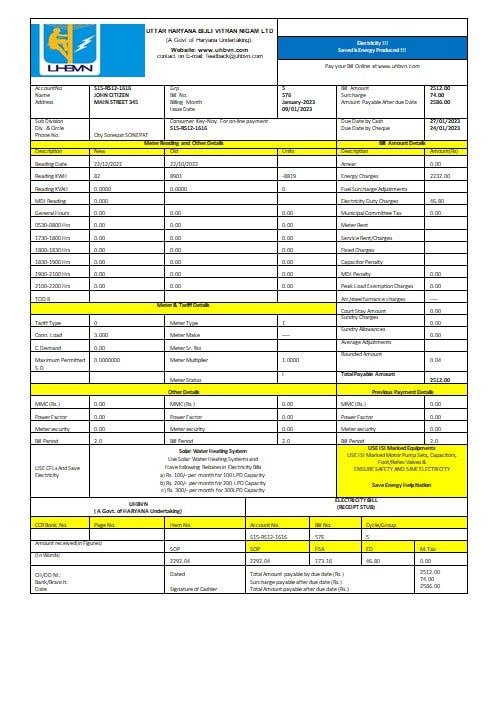 UHBVN
UTTAR HARYANA BIJLI VITRAN NIGAM LTD
(A Govt of Haryana Undertaking).
Website: www.uhbvn.com
contact on E-mail: feedback@uhbvn.com
Electricity !!!
Saved is Energy Produced !!!
Pay your Bill Online at www.uhbvn.com
AccountNo 515-RS12-1616 Grp S Bill Amount 2512.00
Name JOHN CITIZEN Bill No. 576 Surcharge 74.00
Address MAIN STREET 345 Billing Month January-2023 Amount Payable After due Date 2586.00
Issue Date 09/01/2023
Sub Division Consumer Key-Noy. For on-line payment Due Date by Cash 27/01/2023
Div. & Circle 515-RS12-1616 Due Date by Cheque 24/01/2023
Phone No. City Sonepat SONEPAT
Meter Reading and Other Details Bill Amount Details
Description New Old Units Description Amount(Rs)
Reading Date 22/12/2022 22/10/2022 Arrear 0.00
Reading KWH 82 8901 -8819 Energy Charges 2232.00
Reading KVAH 0.0000 0.0000 0 Fuel Surcharge Adjustments
MDI Reading 0.000 Electricity Duty Charges 46.80
General Hours 0.00 0.00 0.00 Municipal Committee Tax 0.00
0530-0800 Hrs 0.00 0.00 0.00 Meter Rent
1730-1800 Hrs 0.00 0.00 0.00 Service Rent/Charges
1800-1830 Hrs 0.00 0.00 0.00 Fixed Charges
1830-1900 Hrs 0.00 0.00 0.00 Capacitor Penalty
1900-2100 Hrs 0.00 0.00 0.00 MDI Penalty 0.00
2100-2200 Hrs 0.00 0.00 0.00 Peak Load Exemption Charges 0.00
TOD 8 Arc/steel furnance charges ----
Meter & Tariff Details Court Stay Amount 0.00
Tariff Type 0 Meter Type 1 Sundry Charges 0.00
Conn. Load 3.000 Meter Make ---- Sundry Allowances 0.00
C Demand 0.00 Meter Sr. No Average Adjustments
Maximum Permitted 0.0000000 Meter Multiplier 1.0000 Rounded Amount 0.04
S.D
Meter Status I Total Payable Amount 2512.00
Other Details Previous Payment Details
MMC (Rs.) 0.00 MMC (Rs.) 0.00 MMC (Rs.) 0.00
Power Factor 0.00 Power Factor 0.00 Power Factor 0.00
Meter security 0.00 Meter security 0.00 Meter security 0.00
Bill Period 2.0 Bill Period 2.0 Bill Period 2.0
USE CFLs And Save
Electricity
Solar Water Heating System
Use Solar Water Heating Systems and
Have following Rebates in Electricity Bills
a) Rs. 100/- per month for 100 LPD Capacity
b) Rs. 200/- per month for 200 LPD Capacity
c) Rs. 300/- per month for 300LPD Capacity
USE ISI Marked Equipments
USE ISI Marked Motor Pump Sets, Capacitors,
Foot/Reflex Valves &
ENSURE SAFETY AND SAVE ELECTRICITY
Save Energy Help Nation
UHBVN
( A Govt. of HARYANA Undertaking)
ELECTRICITY BILL
(RECEIPT STUB)
CCR Book No. Page No. Item No. Account No. Bill No. Cycle/Group
515-RS12-1616 576 S
Amount received(in Figures) SOP SOP FSA ED M. Tax
(In Words) 2292.04 2292.04 173.16 46.80 0.00
CH/DD NI.: Dated Total Amount payable by due date (Rs.) 2512.00
Bank/Branch: Surcharge payable after due date (Rs.) 74.00
Date Signature of Cashier Total Amount payable after due date (Rs.) 2586.00